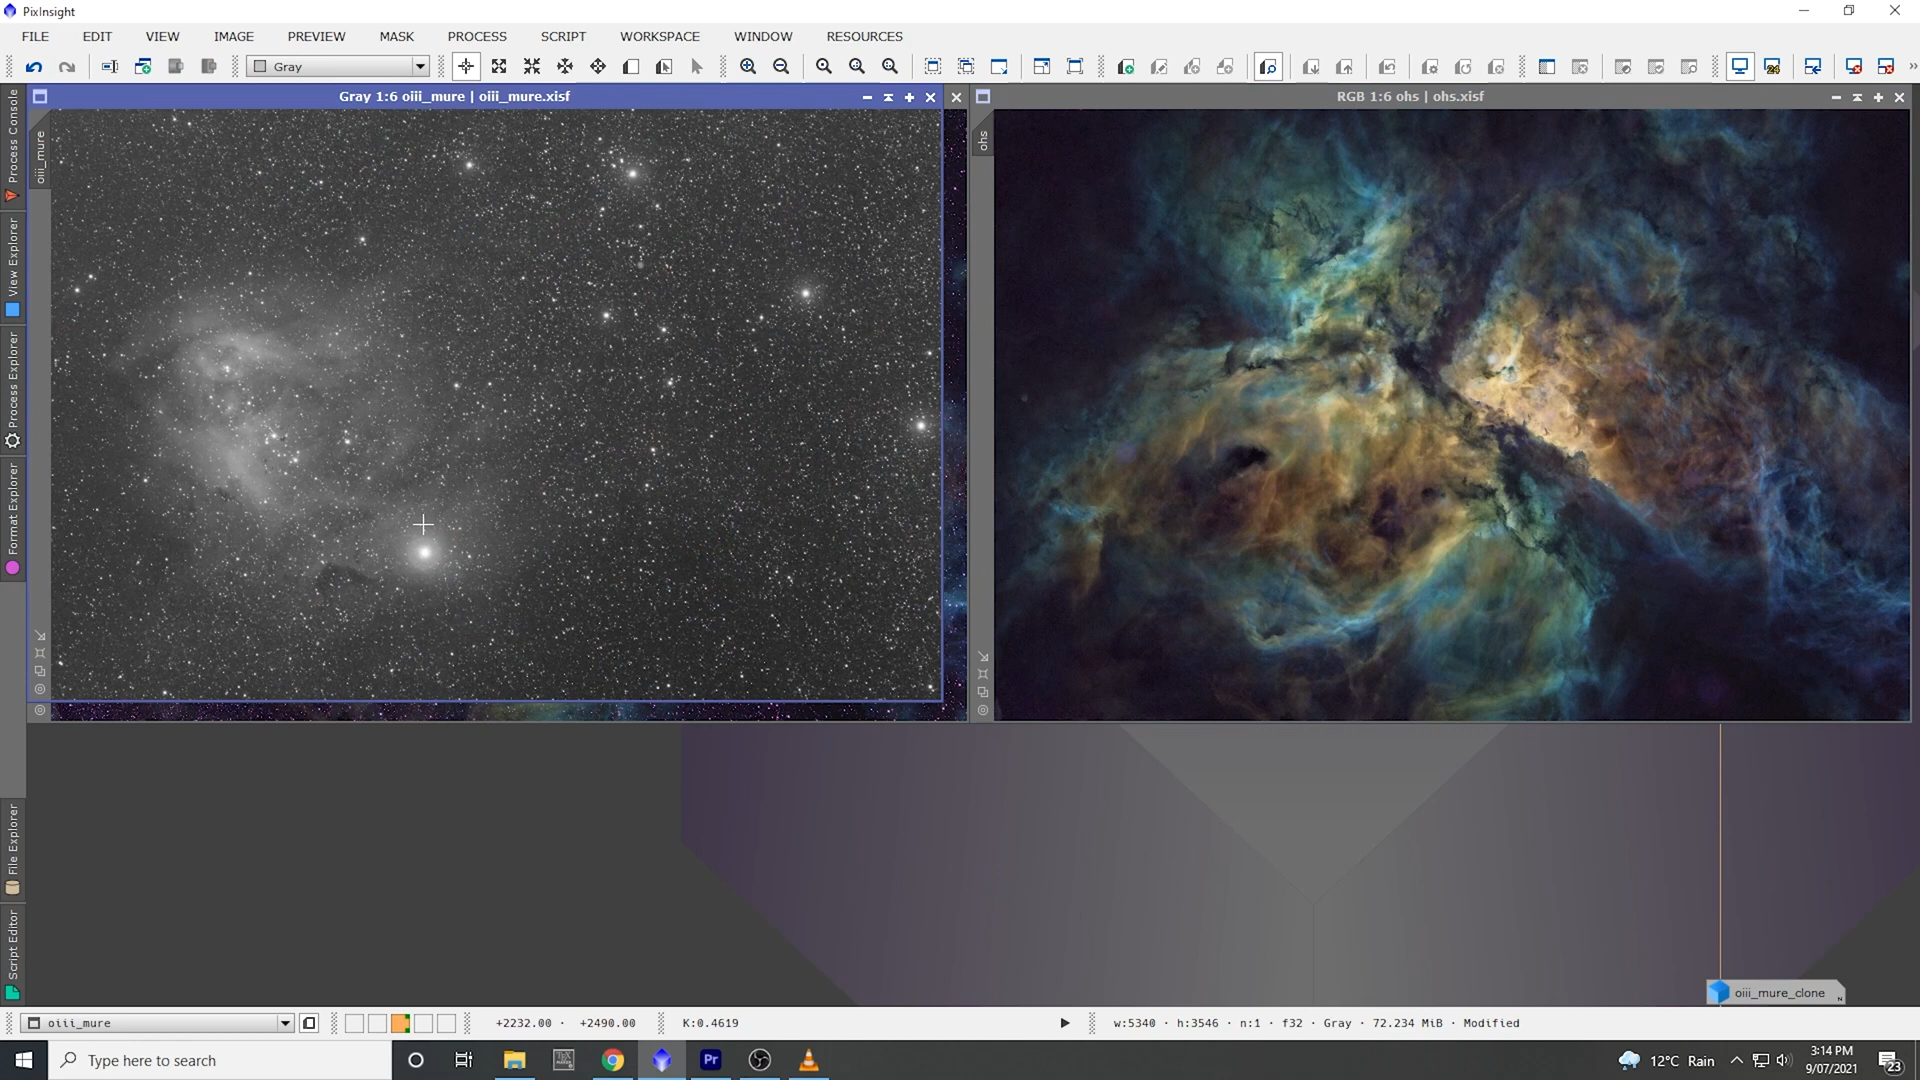 PixInsight
FILE EDIT VIEW IMAGE PREVIEW MASK PROCESS SCRIPT WORKSPACE WINDOW RESOURCES
Gray
24
Gray 1:6 oiii_mure | oiii_mure.xisf
RGB 1:6 ohs | ohs.xisf
Process Console
View Explorer
Process Explorer
Format Explorer
File Explorer
Script Editor
oiii_mure
ohs
oiii_mure_clone
N
oiii_mure
+2232.00 · +2490.00
K:0.4619
w:5340 · h:3546 · n:1 · f32 · Gray · 72.234 MiB · Modified
Type here to search
Pr
12°C Rain
3:14 PM
9/07/2021
23